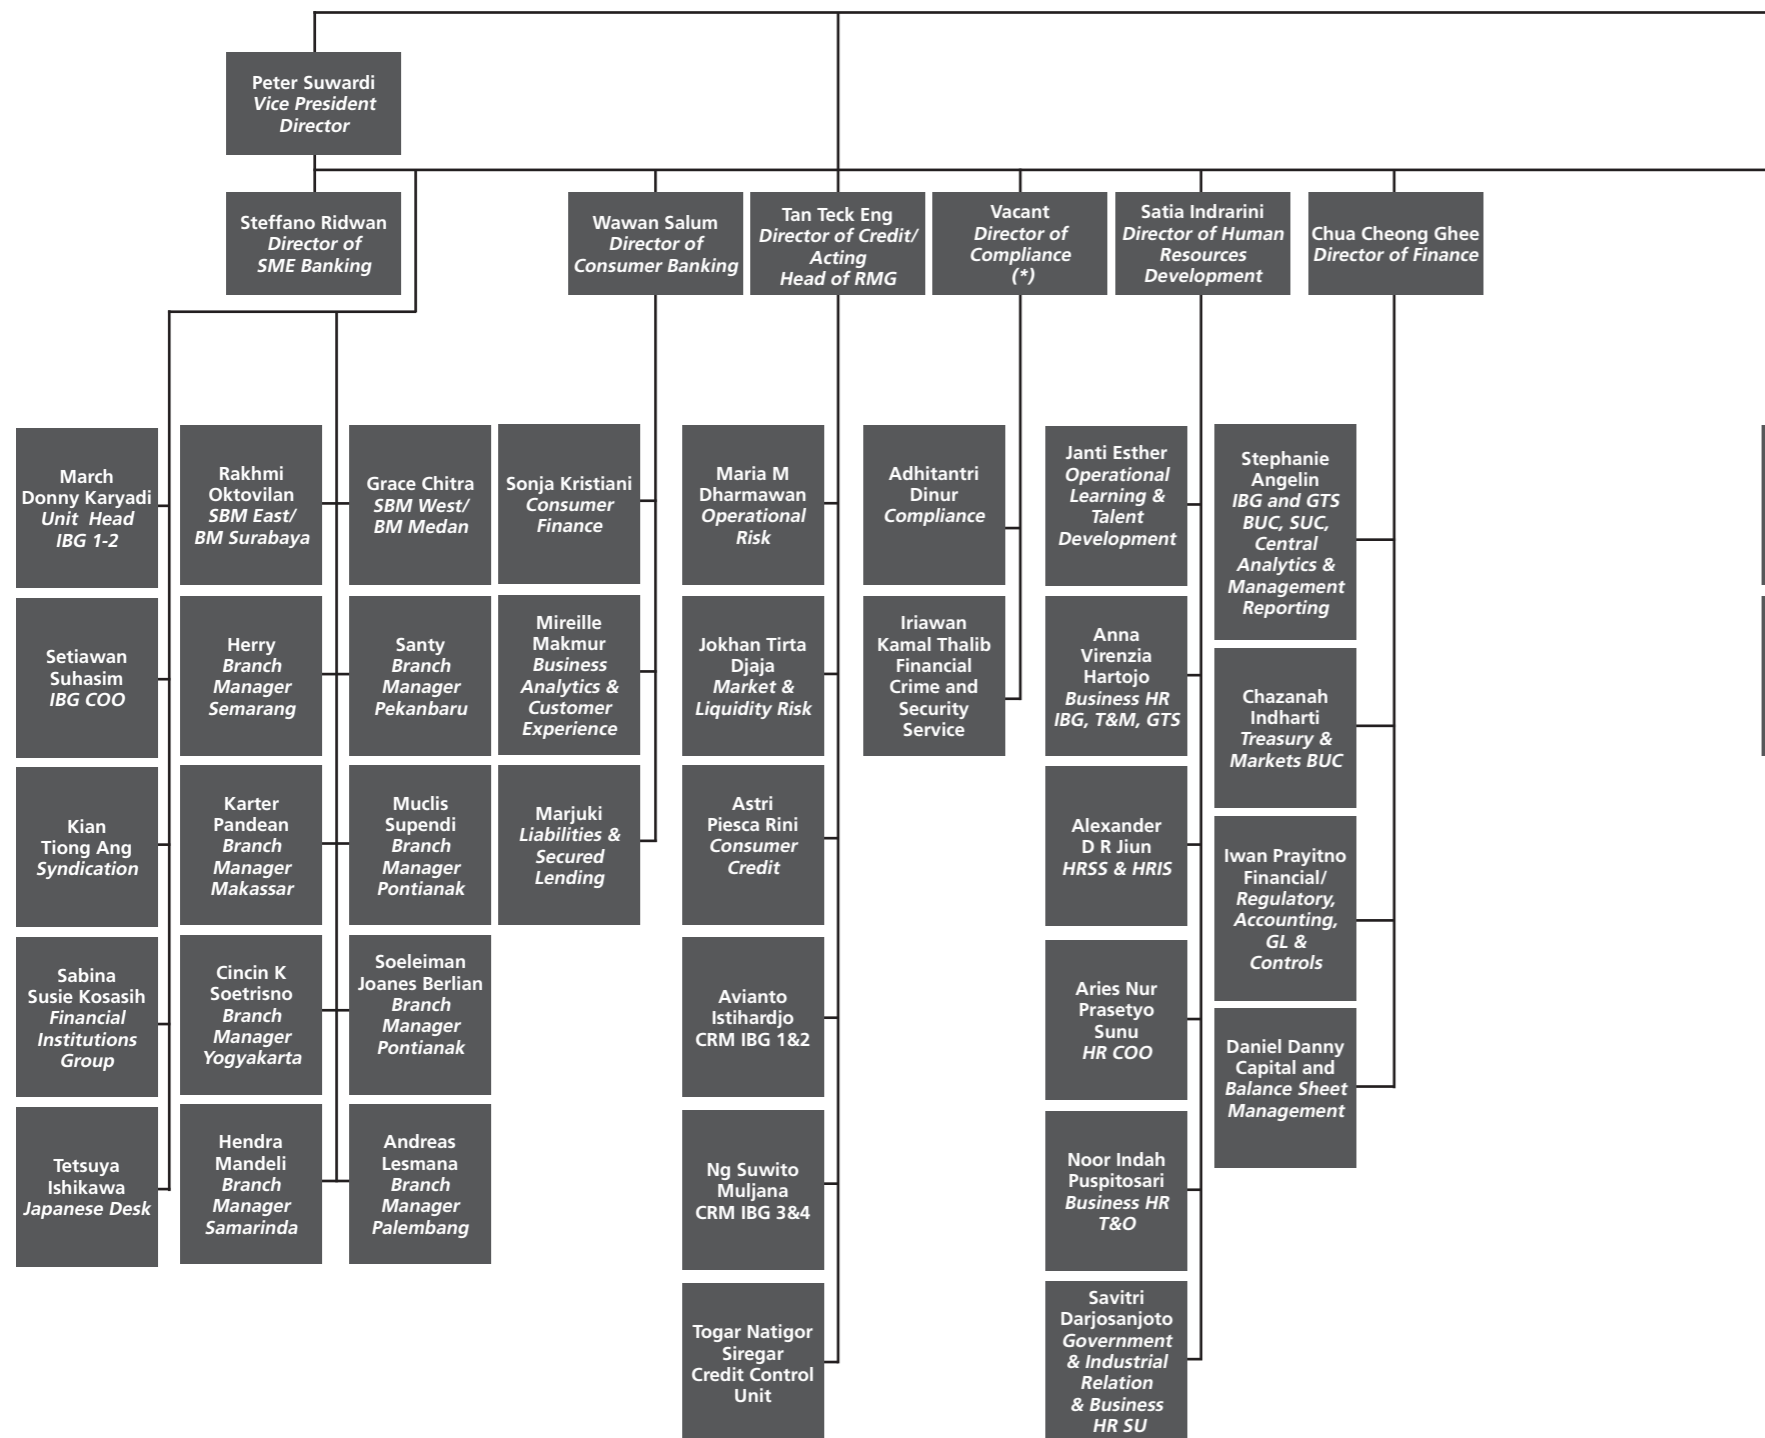 Peter Suwardi
Vice President
Director
Steffano Ridwan
Director of
SME Banking
Wawan Salum
Director of
Consumer Banking
Tan Teck Eng
Director of Credit/
Acting
Head of RMG
Vacant
Director of
Compliance
(*)
Satia Indrarini
Director of Human
Resources
Development
Chua Cheong Ghee
Director of Finance
March
Donny Karyadi
Unit Head
IBG 1-2
Setiawan
Suhasim
IBG COO
Kian
Tiong Ang
Syndication
Sabina
Susie Kosasih
Financial
Institutions
Group
Tetsuya
Ishikawa
Japanese Desk
Rakhmi
Oktovilan
SBM East/
BM Surabaya
Herry
Branch
Manager
Semarang
Karter
Pandean
Branch
Manager
Makassar
Cincin K
Soetrisno
Branch
Manager
Yogyakarta
Hendra
Mandeli
Branch
Manager
Samarinda
Grace Chitra
SBM West/
BM Medan
Santy
Branch
Manager
Pekanbaru
Muclis
Supendi
Branch
Manager
Pontianak
Soeleiman
Joanes Berlian
Branch
Manager
Pontianak
Andreas
Lesmana
Branch
Manager
Palembang
Sonja Kristiani
Consumer
Finance
Mireille
Makmur
Business
Analytics &
Customer
Experience
Marjuki
Liabilities &
Secured
Lending
Maria M
Dharmawan
Operational
Risk
Jokhan Tirta
Djaja
Market &
Liquidity Risk
Astri
Piesca Rini
Consumer
Credit
Avianto
Istihardjo
CRM IBG 1&2
Ng Suwito
Muljana
CRM IBG 3&4
Togar Natigor
Siregar
Credit Control
Unit
Adhitantri
Dinur
Compliance
Iriawan
Kamal Thalib
Financial
Crime and
Security
Service
Janti Esther
Operational
Learning &
Talent
Development
Anna
Virenzia
Hartojo
Business HR
IBG, T&M, GTS
Alexander
D R Jiun
HRSS & HRIS
Aries Nur
Prasetyo
Sunu
HR COO
Noor Indah
Puspitosari
Business HR
T&O
Savitri
Darjosanjoto
Government
& Industrial
Relation
& Business
HR SU
Stephanie
Angelin
IBG and GTS
BUC, SUC,
Central
Analytics &
Management
Reporting
Chazanah
Indharti
Treasury &
Markets BUC
Iwan Prayitno
Financial/
Regulatory,
Accounting,
GL &
Controls
Daniel Danny
Capital and
Balance Sheet
Management